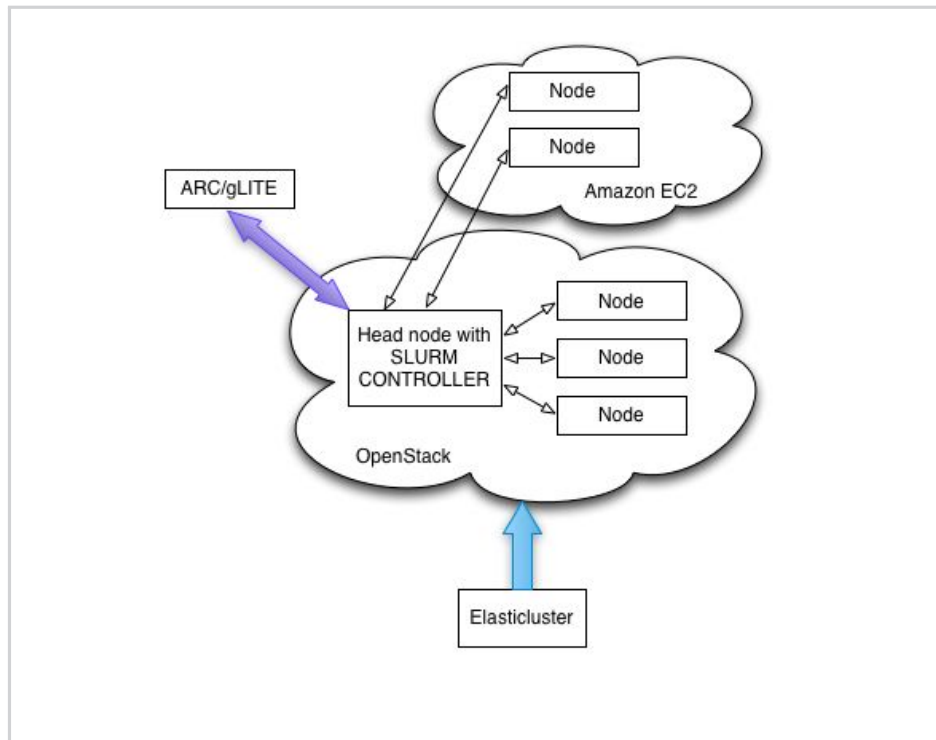 Node
Node
Amazon EC2
ARC/gLITE
Node
Head node with
SLURM
CONTROLLER
Node
Node
OpenStack
Elasticluster